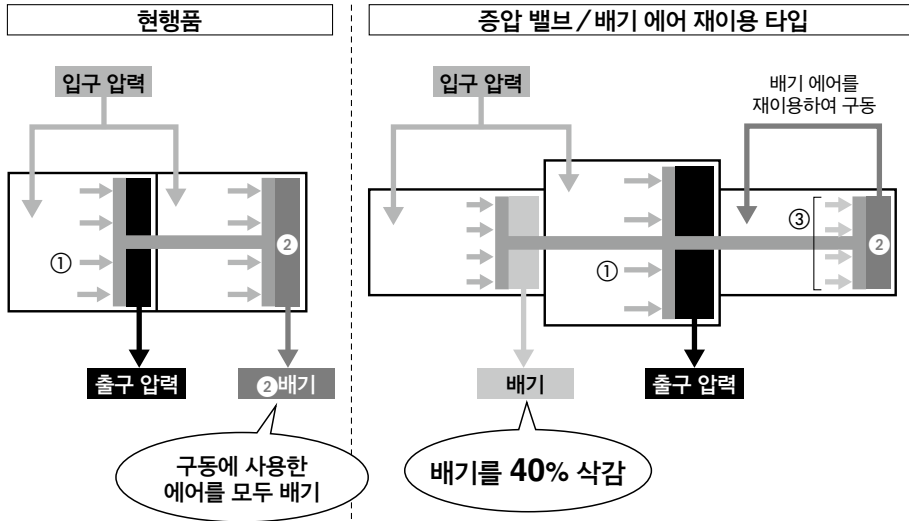 현행품
입구 압력
①
②
출구 압력
②배기
구동에 사용한
에어를 모두 배기
증압 밸브 / 배기 에어 재이용 타입
입구 압력
배기 에어를
재이용하여 구동
③
②
①
배기
출구 압력
배기를 40% 삭감